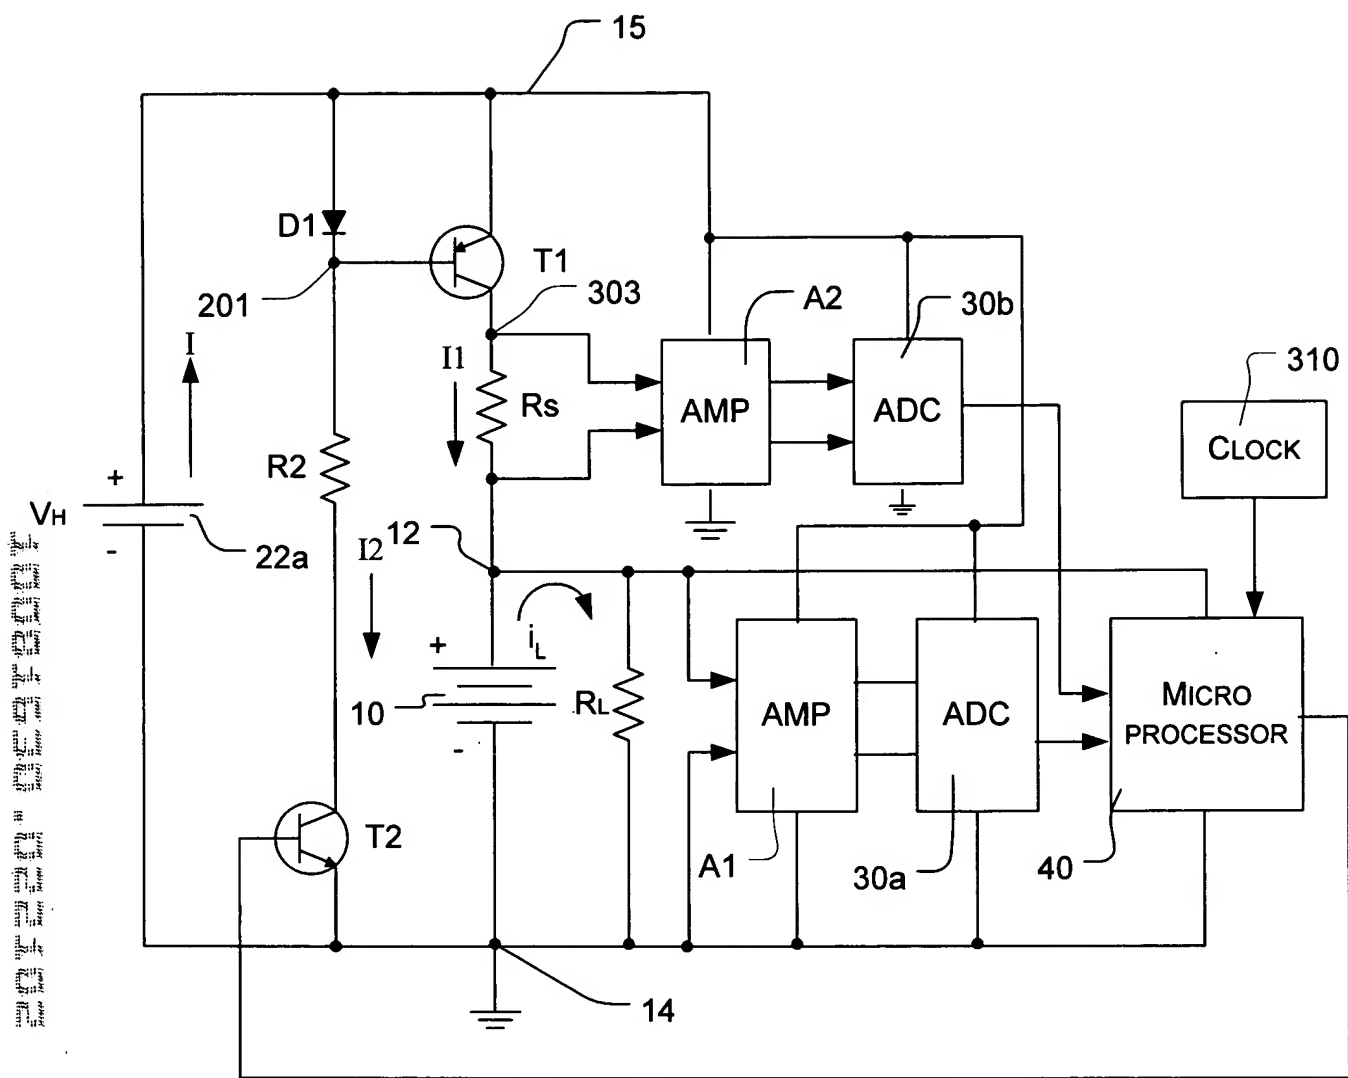 15
D1
T1
201
303
A2
30b
I
I1
Rs
AMP
ADC
310
CLOCK
R2
+
VH
-
22a
I2
12
+
iL
10
RL
-
AMP
ADC
MICRO
PROCESSOR
T2
A1
30a
40
14